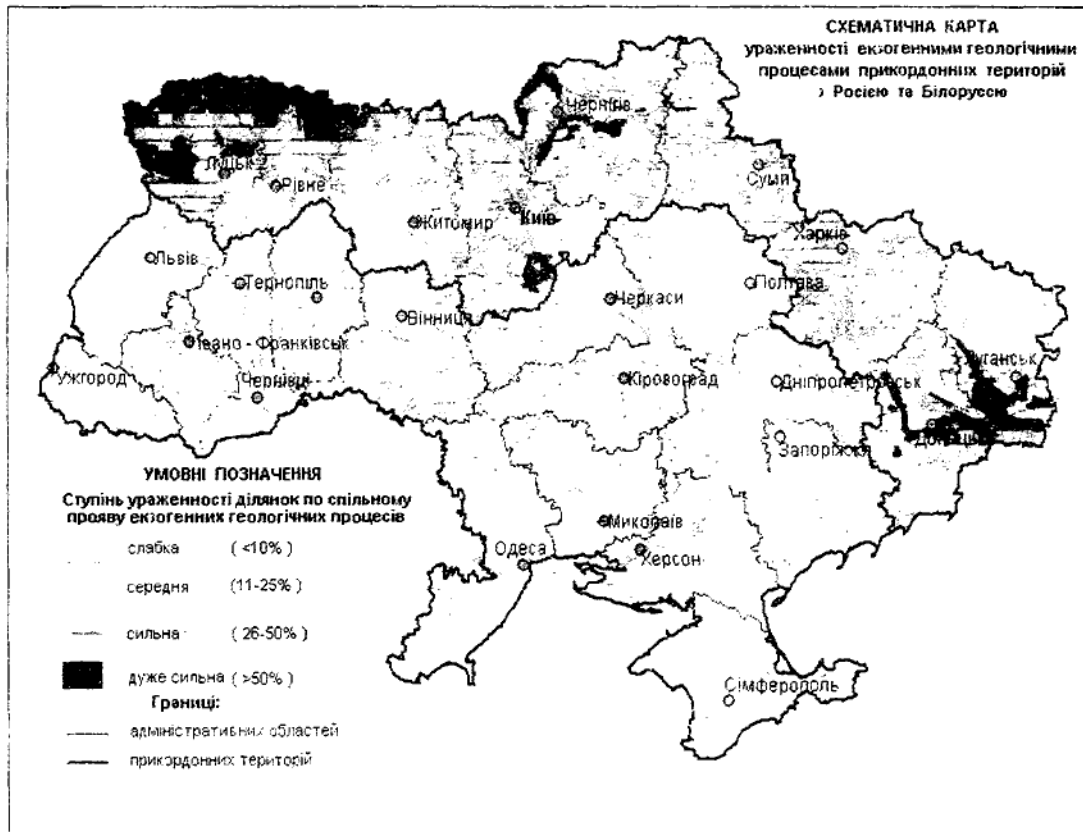 СХЕМАТИЧНА КАРТА
ураженності екзогенними геологічними
процесами прикордонних територій
з Росією та Білоруссю
Чернігів
Луцьк
Рівне
Суми
Житомир
Київ
Харків
Львів
Тернопіль
Черкаси
Полтава
Вінниця
Івано - Франківськ
Луганськ
Ужгород
Чернівці
Кіровоград
Дніпропетровськ
Донецьк
Запоріжжя
УМОВНІ ПОЗНАЧЕННЯ
Ступінь ураженності ділянок по спільному
прояву екзогенних геологічних процесів
слабка ( <10% )
середня (11-25% )
сильна ( 26-50% )
дуже сильна ( >50% )
Границі:
адміністративних областей
прикордонних територій
Миколаїв
Одеса
Херсон
Сімферополь